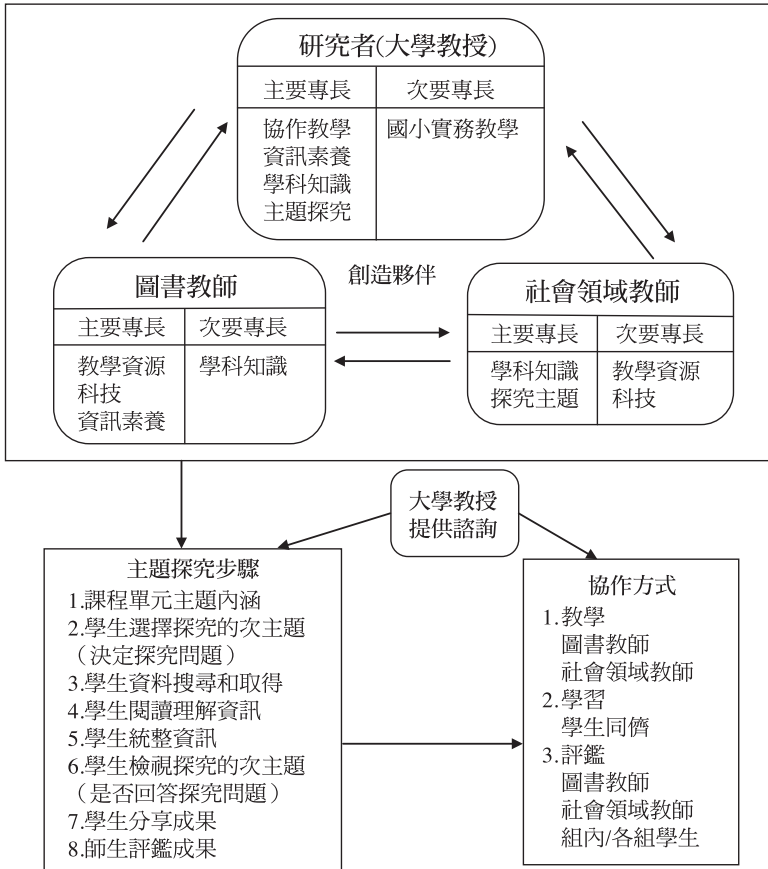 研究者(大學教授)
主要專長 次要專長
協作教學 國小實務教學
資訊素養
學科知識
主題探究
創造夥伴
圖書教師
主要專長 次要專長
教學資源 學科知識
科技
資訊素養
社會領域教師
主要專長 次要專長
學科知識 教學資源
探究主題 科技
大學教授
提供諮詢
主題探究步驟
1.課程單元主題內涵
2.學生選擇探究的次主題
（決定探究問題）
3.學生資料搜尋和取得
4.學生閱讀理解資訊
5.學生統整資訊
6.學生檢視探究的次主題
（是否回答探究問題）
7.學生分享成果
8.師生評鑑成果
協作方式
1.教學
圖書教師
社會領域教師
2.學習
學生同儕
3.評鑑
圖書教師
社會領域教師
組內/各組學生